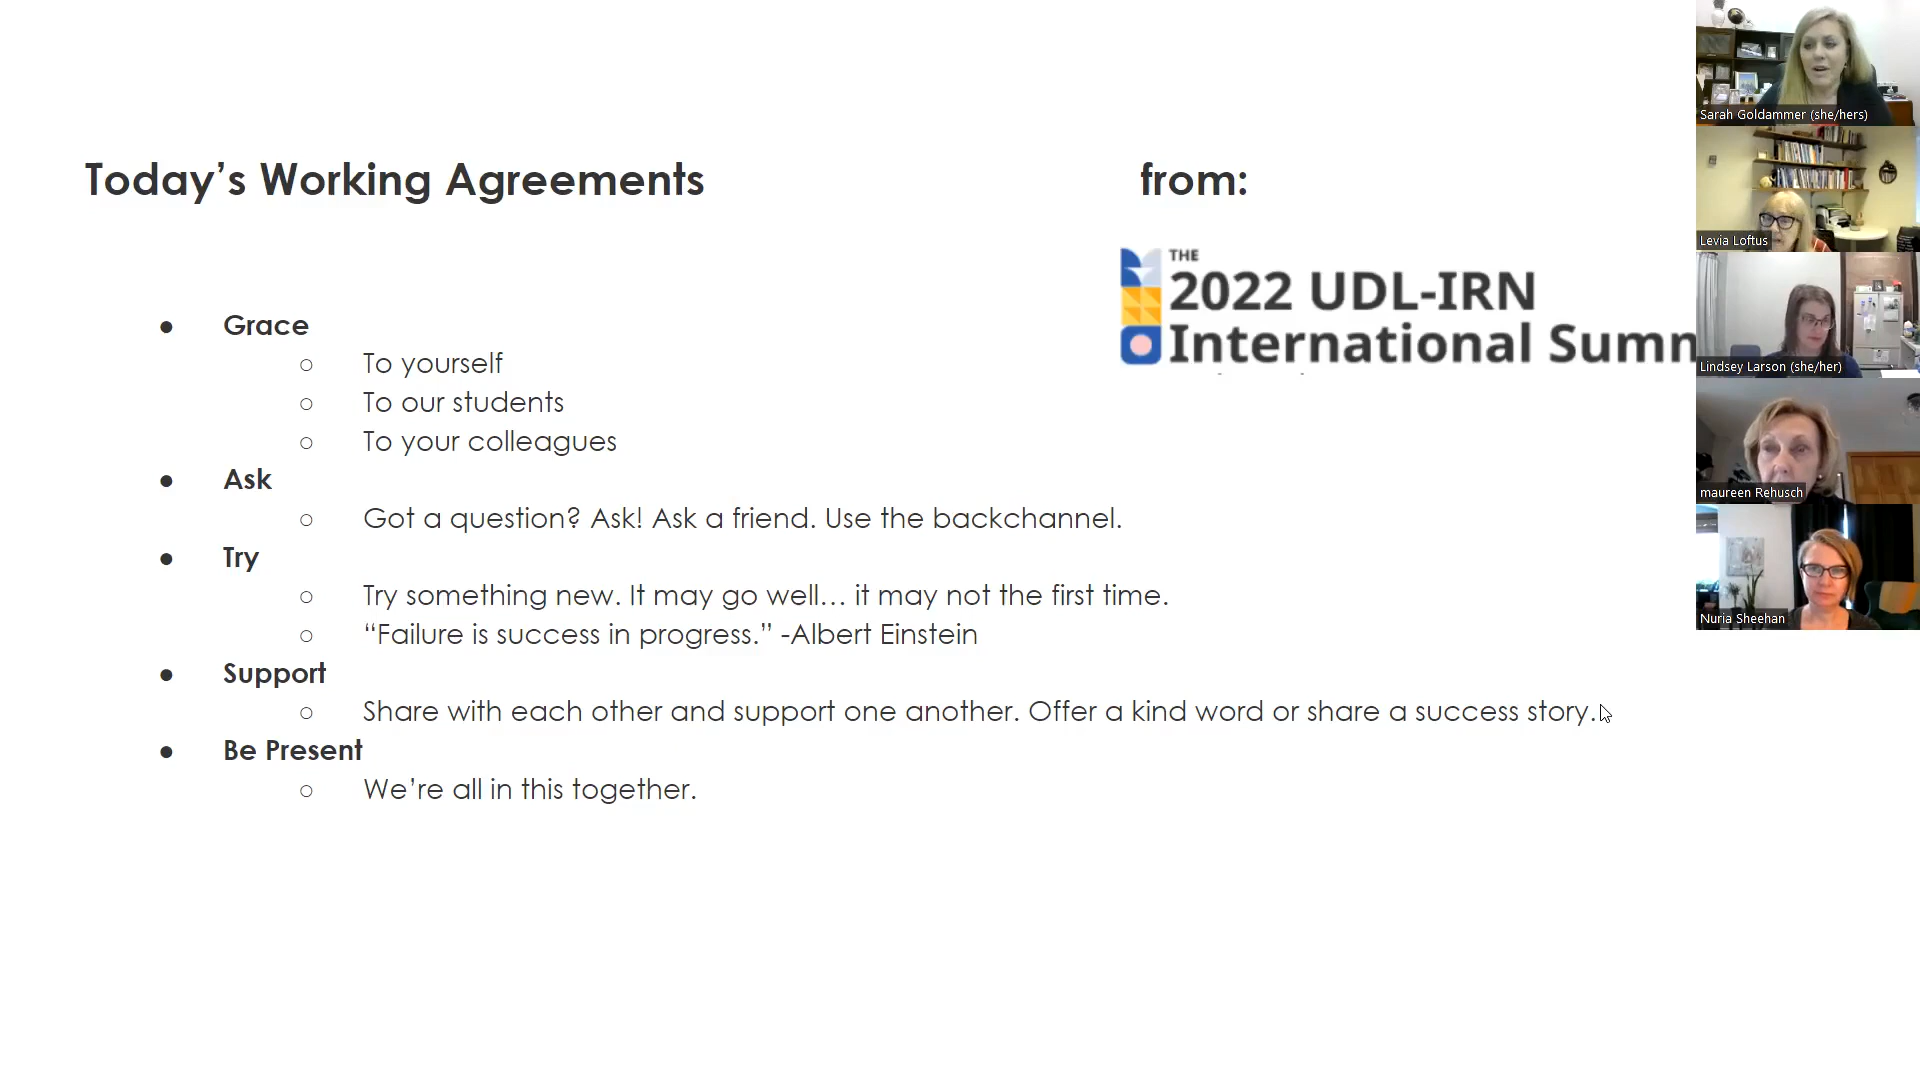 Today’s Working Agreements
from:
THE
2022 UDL-IRN
International Summ
● Grace
○ To yourself
○ To our students
○ To your colleagues
● Ask
○ Got a question? Ask! Ask a friend. Use the backchannel.
● Try
○ Try something new. It may go well… it may not the first time.
○ “Failure is success in progress.” -Albert Einstein
● Support
○ Share with each other and support one another. Offer a kind word or share a success story.
● Be Present
○ We’re all in this together.
Sarah Goldammer (she/hers)
Levia Loftus
Lindsey Larson (she/her)
maureen Rehusch
Nuria Sheehan